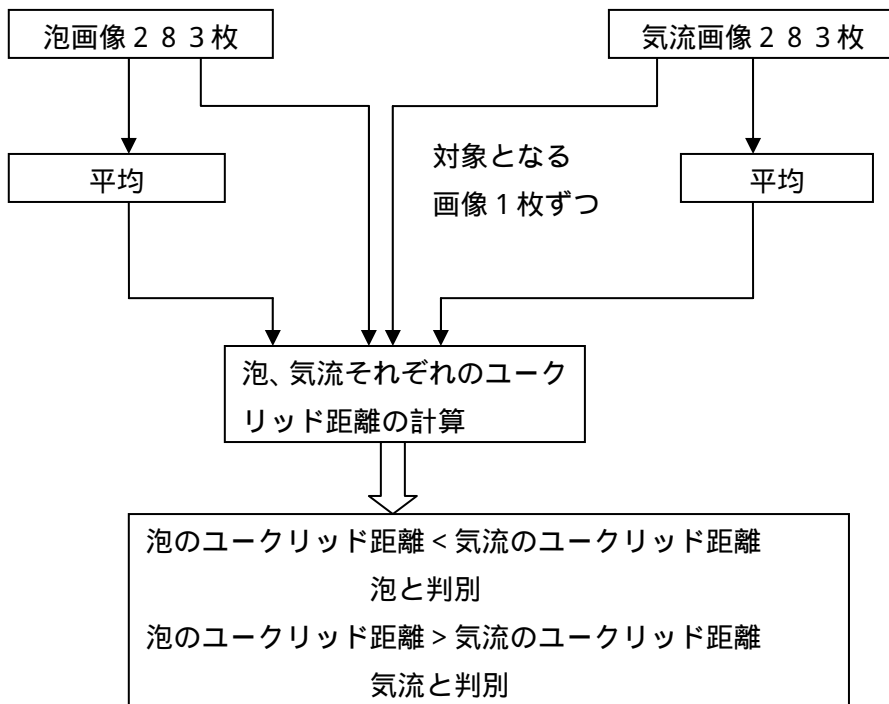 泡画像２８３枚
気流画像２８３枚
対象となる
画像１枚ずつ
平均
平均
泡、気流それぞれのユーク
リッド距離の計算
泡のユークリッド距離＜気流のユークリッド距離
泡と判別
泡のユークリッド距離＞気流のユークリッド距離
気流と判別